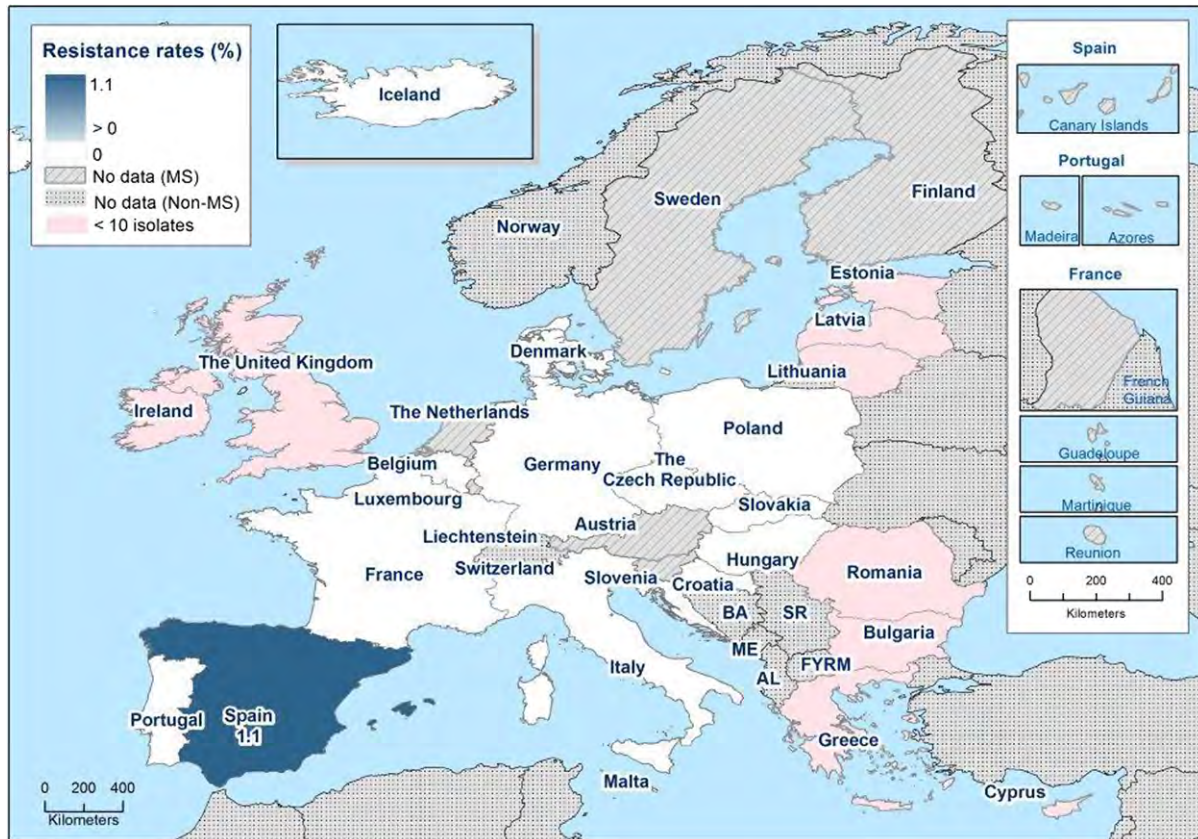 Resistance rates (%)
1.1
> 0
0
No data (MS)
No data (Non-MS)
< 10 isolates
Iceland
Spain
Canary Islands
Portugal
Madeira
Azores
France
French
Guiana
Guadeloupe
Martinique
Reunion
0 200 400
Kilometers
Norway
Sweden
Finland
Estonia
Latvia
Lithuania
Denmark
The United Kingdom
Ireland
The Netherlands
Belgium
Luxembourg
Germany
Poland
The
Czech Republic
Slovakia
Austria
Liechtenstein
Switzerland
France
Slovenia
Hungary
Croatia
Romania
BA
SR
Bulgaria
ME
FYRM
AL
Italy
Greece
Portugal
Spain
1.1
Malta
Cyprus
0 200 400
Kilometers